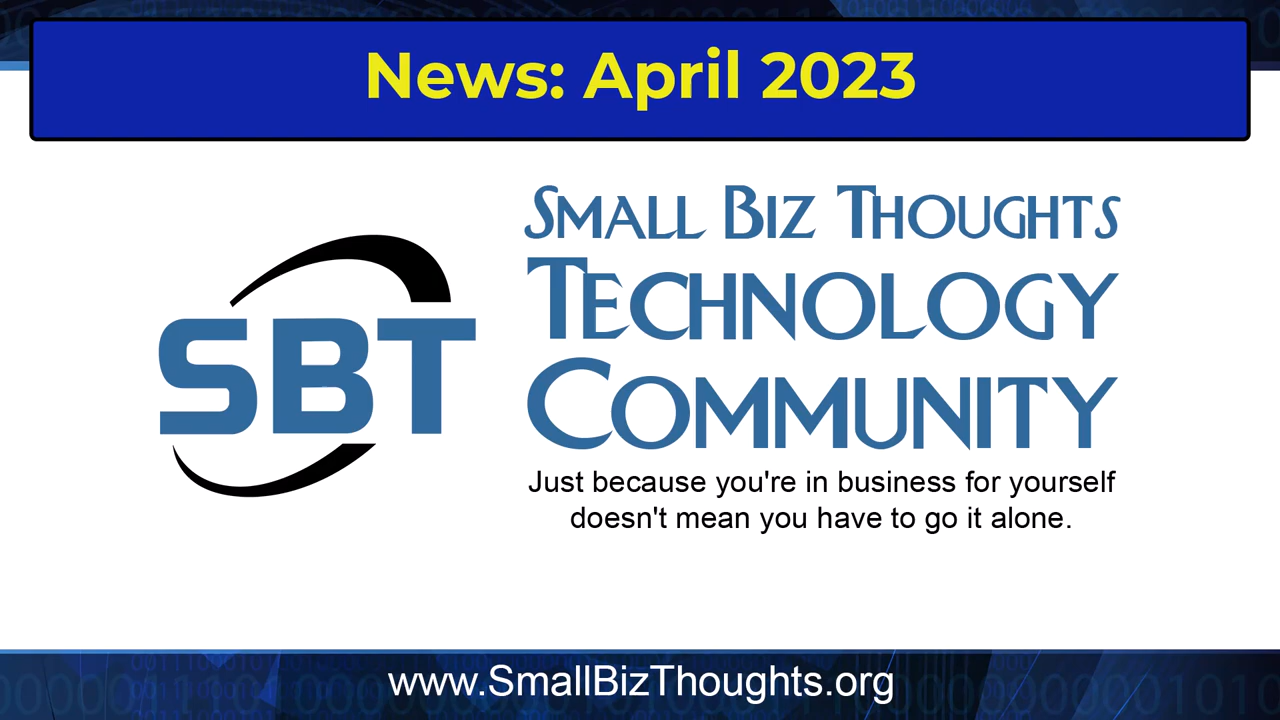 News: April 2023
SBT
Small Biz Thoughts
Technology
Community
Just because you're in business for yourself
doesn't mean you have to go it alone.
www.SmallBizThoughts.org